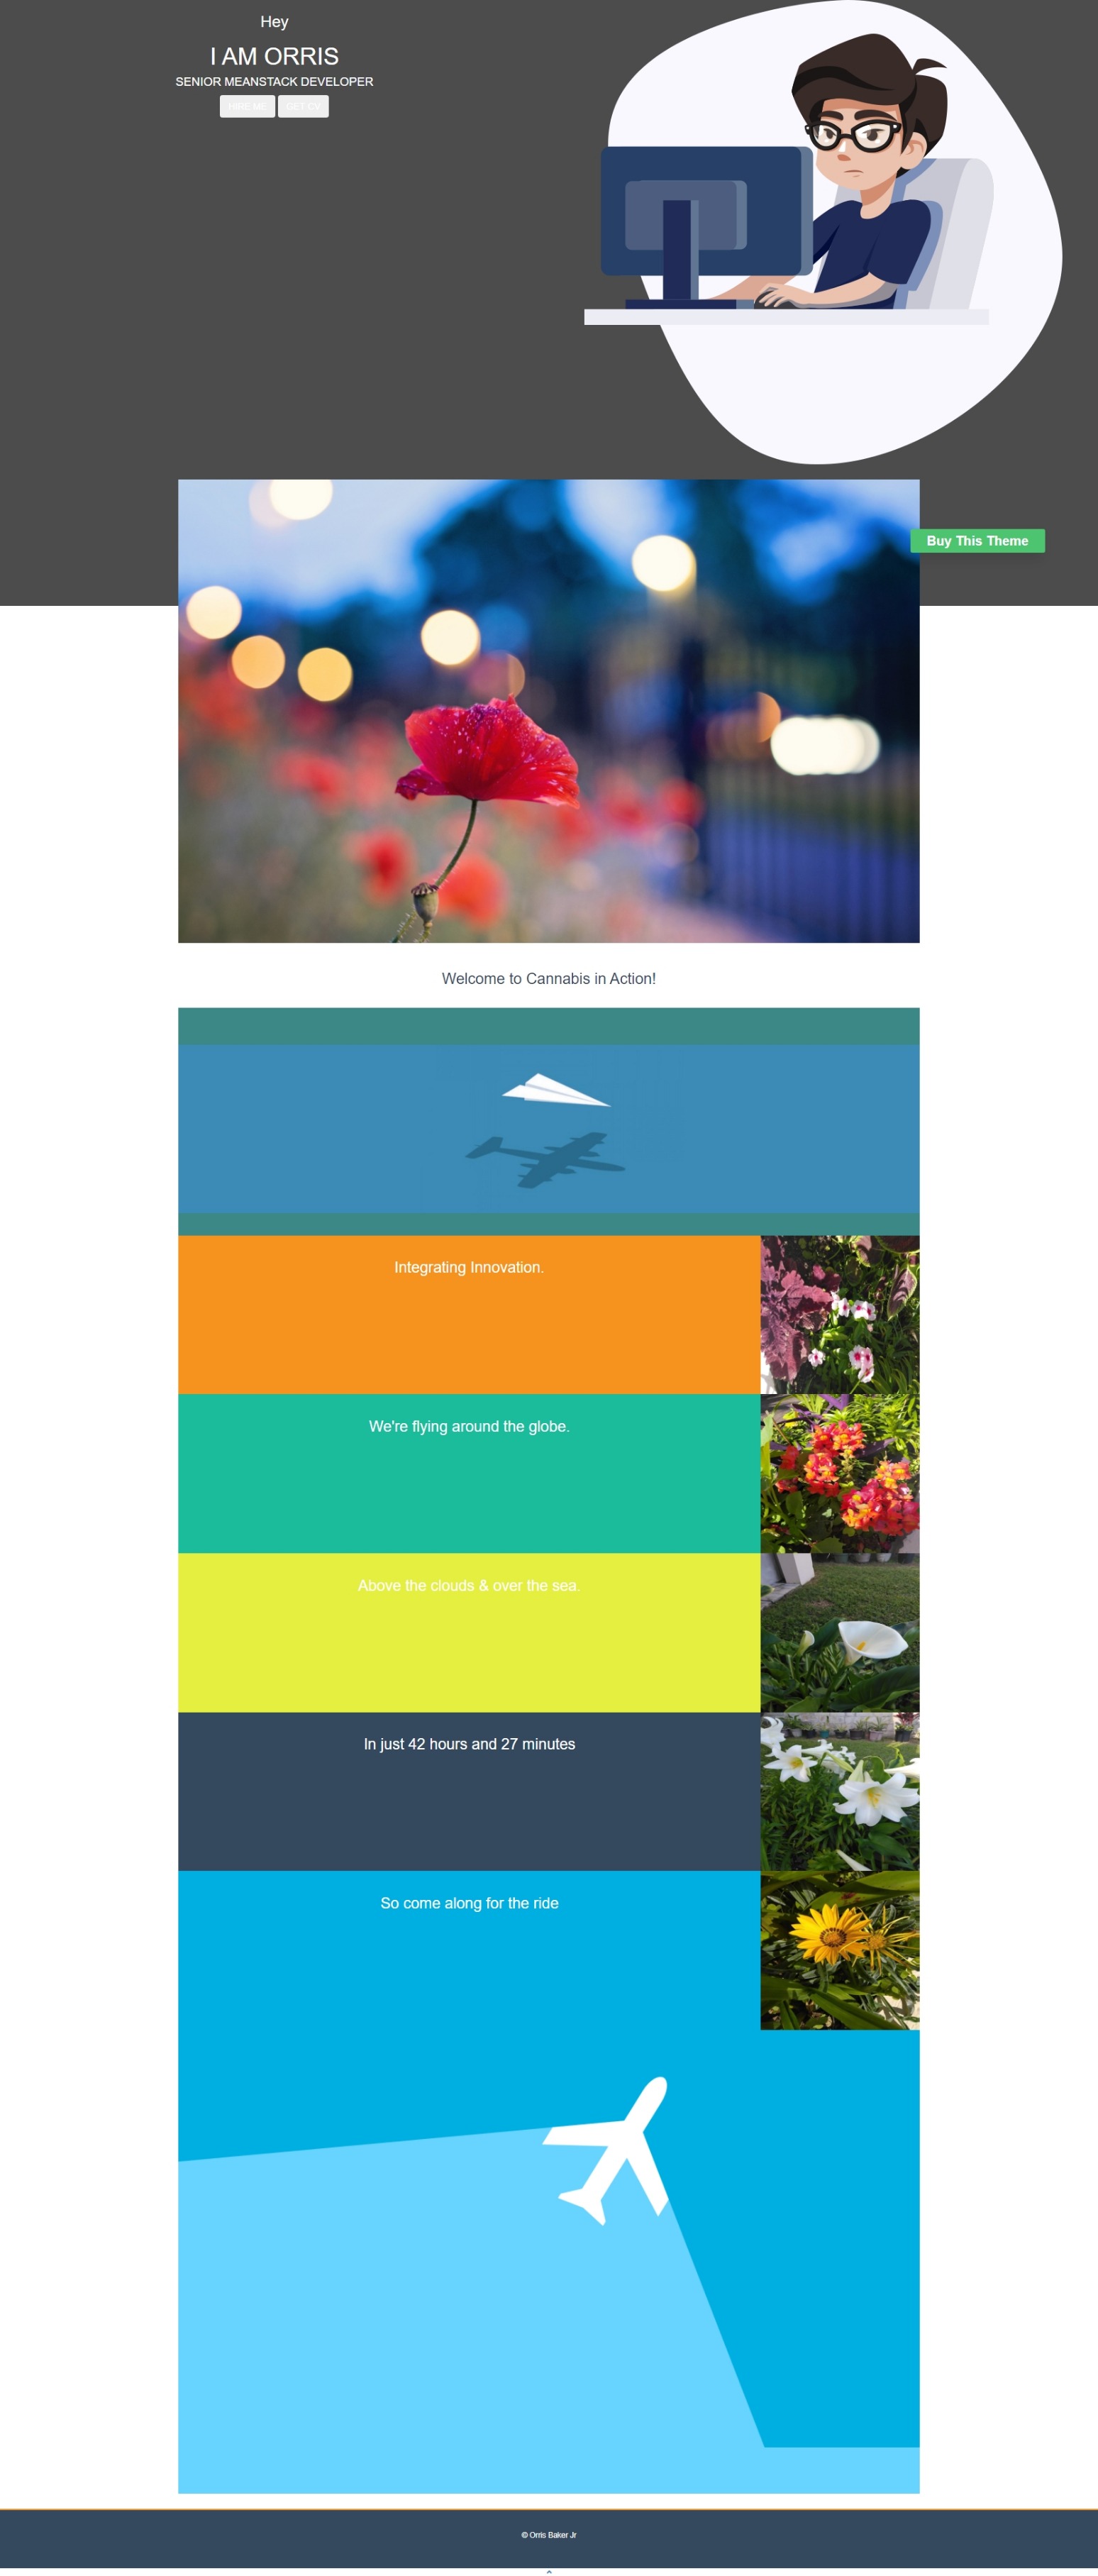 Hey
I AM ORRIS
SENIOR MEANSTACK DEVELOPER
HIRE ME GET CV
Buy This Theme
Welcome to Cannabis in Action!
Integrating Innovation.
We're flying around the globe.
Above the clouds & over the sea.
In just 42 hours and 27 minutes
So come along for the ride
© Orris Baker Jr